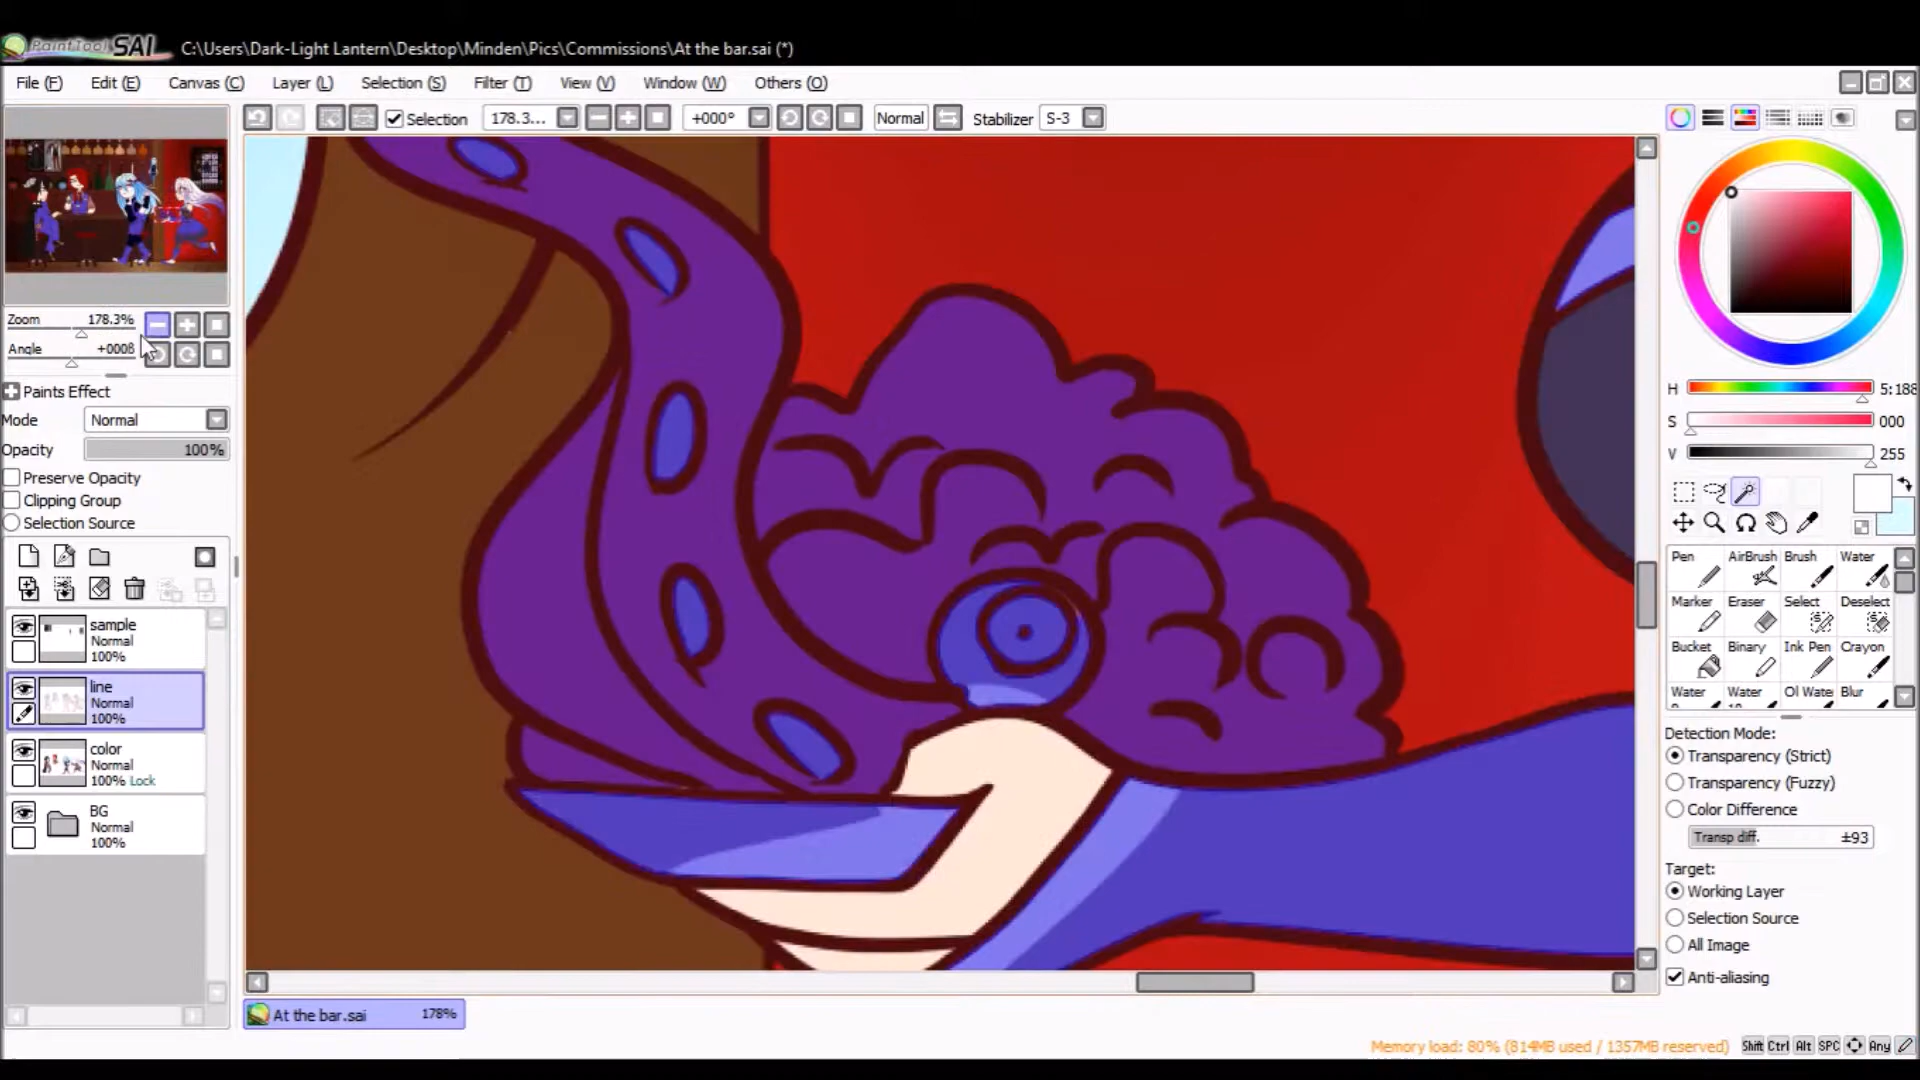 PaintTool SAI C:\Users\Dark-Light Lantern\Desktop\Minden\Pics\Commissions\At the bar.sai (*)
File (F) Edit (E) Canvas (C) Layer (L) Selection (S) Filter (T) View (V) Window (W) Others (O)
Selection 178.3... +000° Normal Stabilizer S-3
Zoom 178.3%
Angle +000ß
Paints Effect
Mode Normal
Opacity 100%
Preserve Opacity
Clipping Group
Selection Source
sample
Normal
100%
line
Normal
100%
color
Normal
100% Lock
BG
Normal
100%
At the bar.sai 178%
H 5:188
S 000
V 255
Pen AirBrush Brush Water
Marker Eraser Select Deselect
Bucket Binary Ink Pen Crayon
Water Water Ol Wate Blur
Detection Mode:
Transparency (Strict)
Transparency (Fuzzy)
Color Difference
Transp diff. ±93
Target:
Working Layer
Selection Source
All Image
Anti-aliasing
Memory load: 80% (814MB used / 1357MB reserved) Shift Ctrl Alt SPC Any